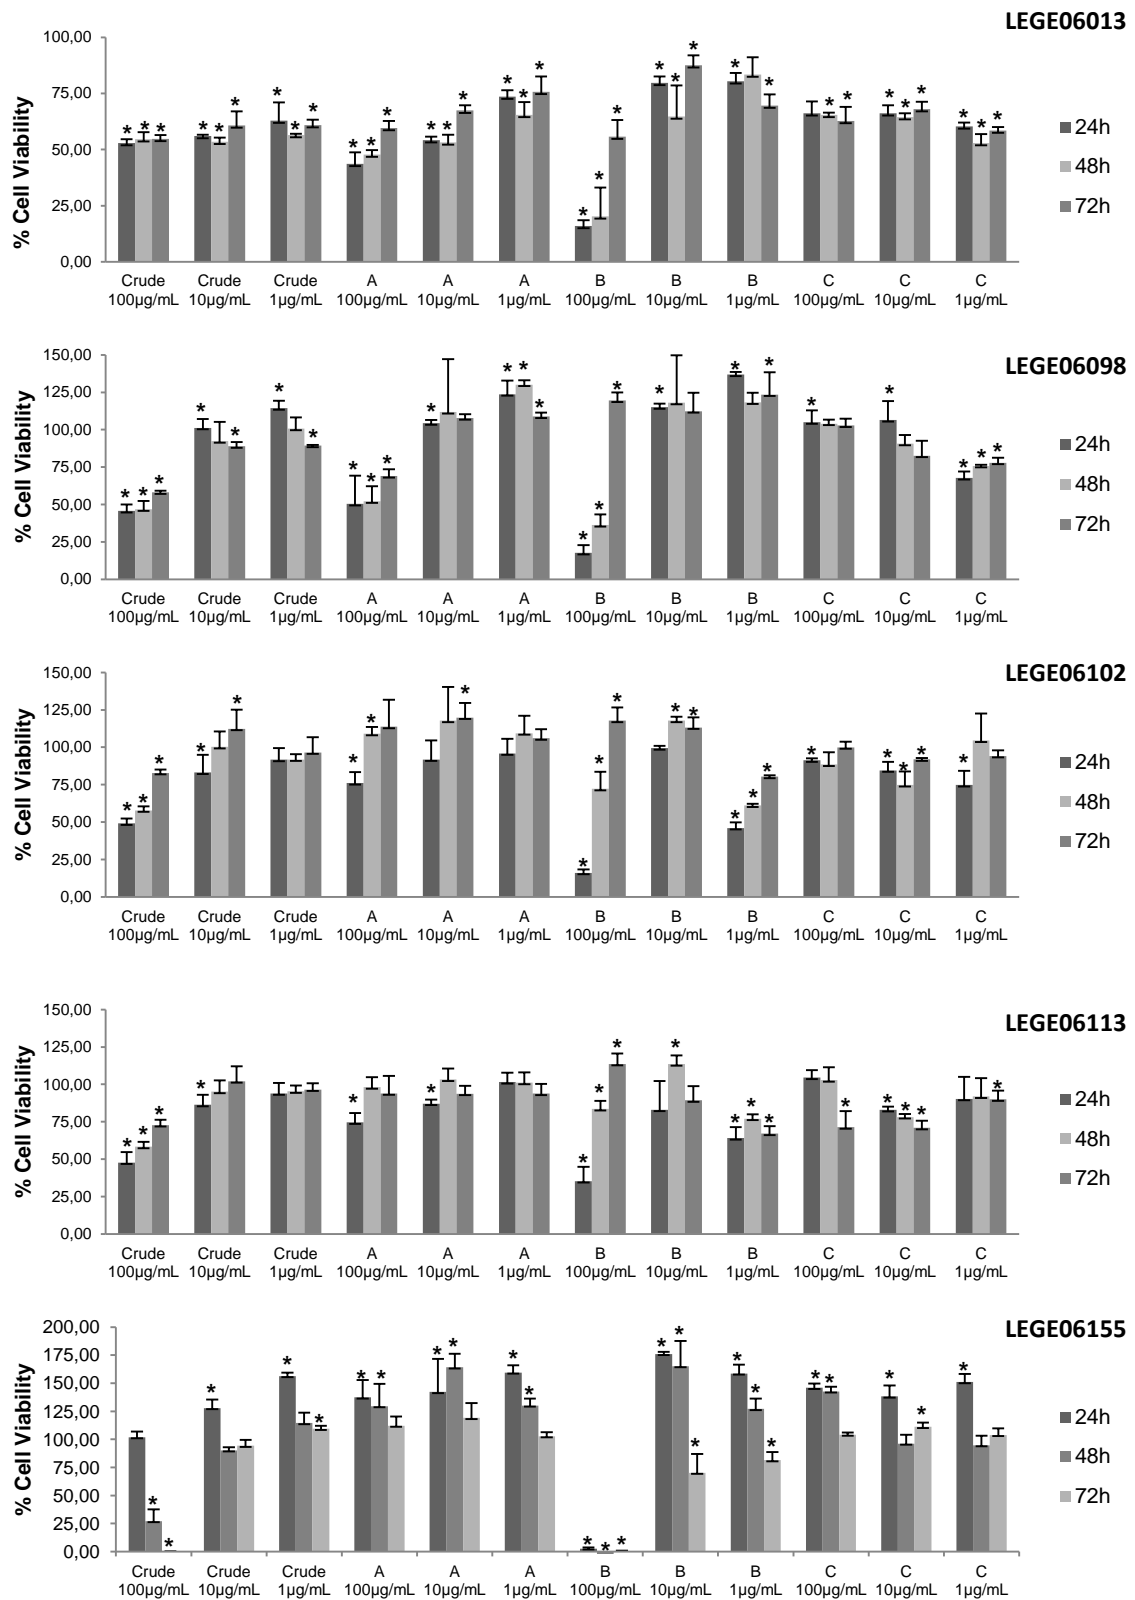 LEGE06013
100,00
75,00
50,00
25,00
0,00
% Cell Viability
* * * * * * * * * * * * * * * * * * * * * * * * * * * * * * * * *
24h
48h
72h
Crude Crude Crude A A A B B B C C C
100µg/mL 10µg/mL 1µg/mL 100µg/mL 10µg/mL 1µg/mL 100µg/mL 10µg/mL 1µg/mL 100µg/mL 10µg/mL 1µg/mL
LEGE06098
150,00
125,00
100,00
75,00
50,00
25,00
0,00
% Cell Viability
* * * * * * * * * * * * * * * * * * * * * * * * *
24h
48h
72h
Crude Crude Crude A A A B B B C C C
100µg/mL 10µg/mL 1µg/mL 100µg/mL 10µg/mL 1µg/mL 100µg/mL 10µg/mL 1µg/mL 100µg/mL 10µg/mL 1µg/mL
LEGE06102
150,00
125,00
100,00
75,00
50,00
25,00
0,00
% Cell Viability
* * * * * * * * * * * * * * * * * * * * *
24h
48h
72h
Crude Crude Crude A A A B B B C C C
100µg/mL 10µg/mL 1µg/mL 100µg/mL 10µg/mL 1µg/mL 100µg/mL 10µg/mL 1µg/mL 100µg/mL 10µg/mL 1µg/mL
LEGE06113
150,00
125,00
100,00
75,00
50,00
25,00
0,00
% Cell Viability
* * * * * * * * * * * * * * * * * *
24h
48h
72h
Crude Crude Crude A A A B B B C C C
100µg/mL 10µg/mL 1µg/mL 100µg/mL 10µg/mL 1µg/mL 100µg/mL 10µg/mL 1µg/mL 100µg/mL 10µg/mL 1µg/mL
LEGE06155
200,00
175,00
150,00
125,00
100,00
75,00
50,00
25,00
0,00
% Cell Viability
* * * * * * * * * * * * * * * * * * * * * * * * *
24h
48h
72h
Crude Crude Crude A A A B B B C C C
100µg/mL 10µg/mL 1µg/mL 100µg/mL 10µg/mL 1µg/mL 100µg/mL 10µg/mL 1µg/mL 100µg/mL 10µg/mL 1µg/mL